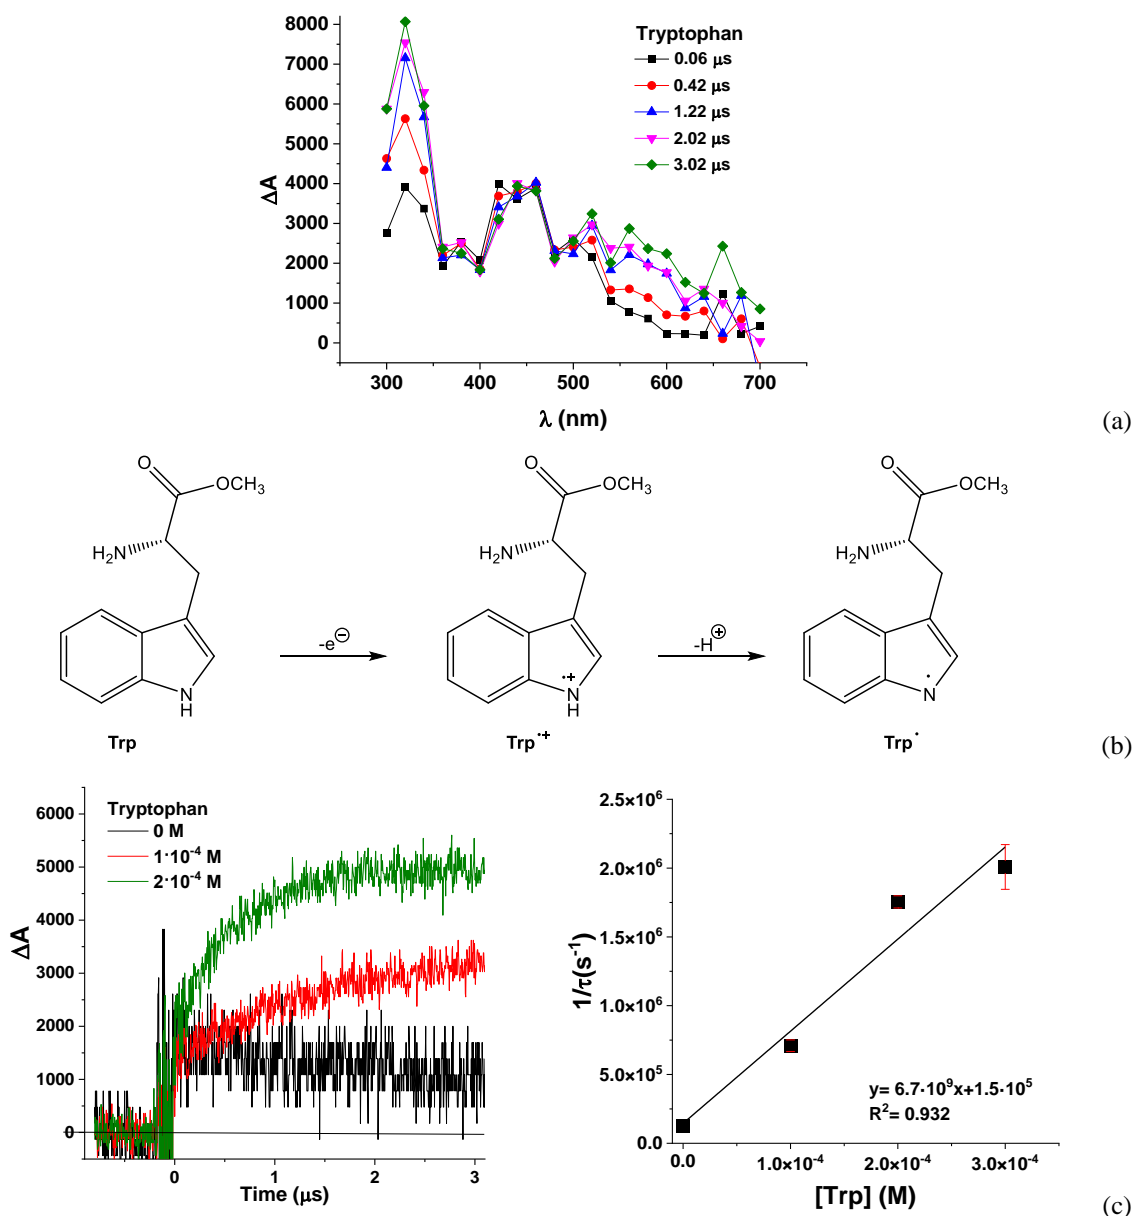 8000
7000
6000
5000
4000
3000
2000
1000
0
ΔA
Tryptophan
0.06 μs
0.42 μs
1.22 μs
2.02 μs
3.02 μs
300 400 500 600 700
λ (nm)
(a)
O
OCH3
H2N
N
H
Trp
-e⊖
O
OCH3
H2N
·+
N
H
Trp·+
-H⊕
O
OCH3
H2N
·
N
Trp·
(b)
6000
5000
4000
3000
2000
1000
0
ΔA
Tryptophan
0 M
1·10-4 M
2·10-4 M
0 1 2 3
Time (μs)
2.5×10^6
2.0×10^6
1.5×10^6
1.0×10^6
5.0×10^5
0.0
1/τ(s-1)
y= 6.7·10^9x+1.5·10^5
R2= 0.932
0.0 1.0×10-4 2.0×10-4 3.0×10-4
[Trp] (M)
(c)